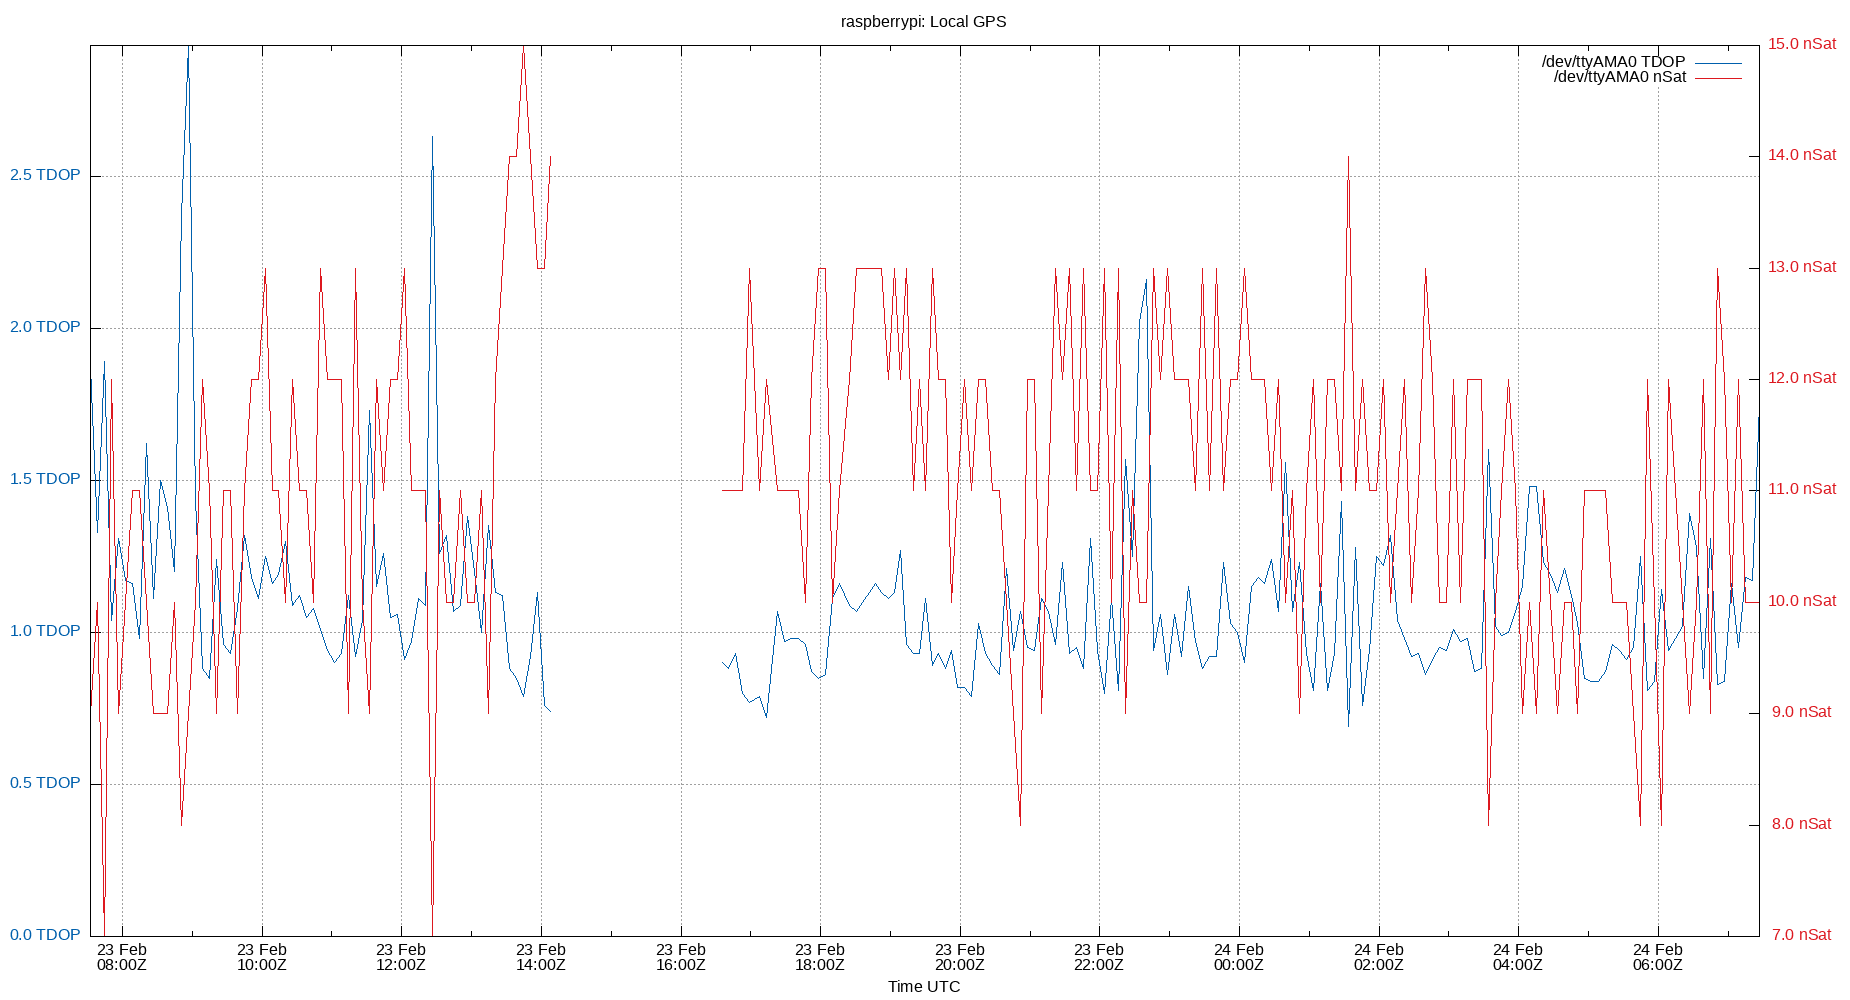 raspberrypi: Local GPS
/dev/ttyAMA0 TDOP
/dev/ttyAMA0 nSat
2.5 TDOP
2.0 TDOP
1.5 TDOP
1.0 TDOP
0.5 TDOP
0.0 TDOP
15.0 nSat
14.0 nSat
13.0 nSat
12.0 nSat
11.0 nSat
10.0 nSat
9.0 nSat
8.0 nSat
7.0 nSat
23 Feb
08:00Z
23 Feb
10:00Z
23 Feb
12:00Z
23 Feb
14:00Z
23 Feb
16:00Z
23 Feb
18:00Z
23 Feb
20:00Z
23 Feb
22:00Z
24 Feb
00:00Z
24 Feb
02:00Z
24 Feb
04:00Z
24 Feb
06:00Z
Time UTC